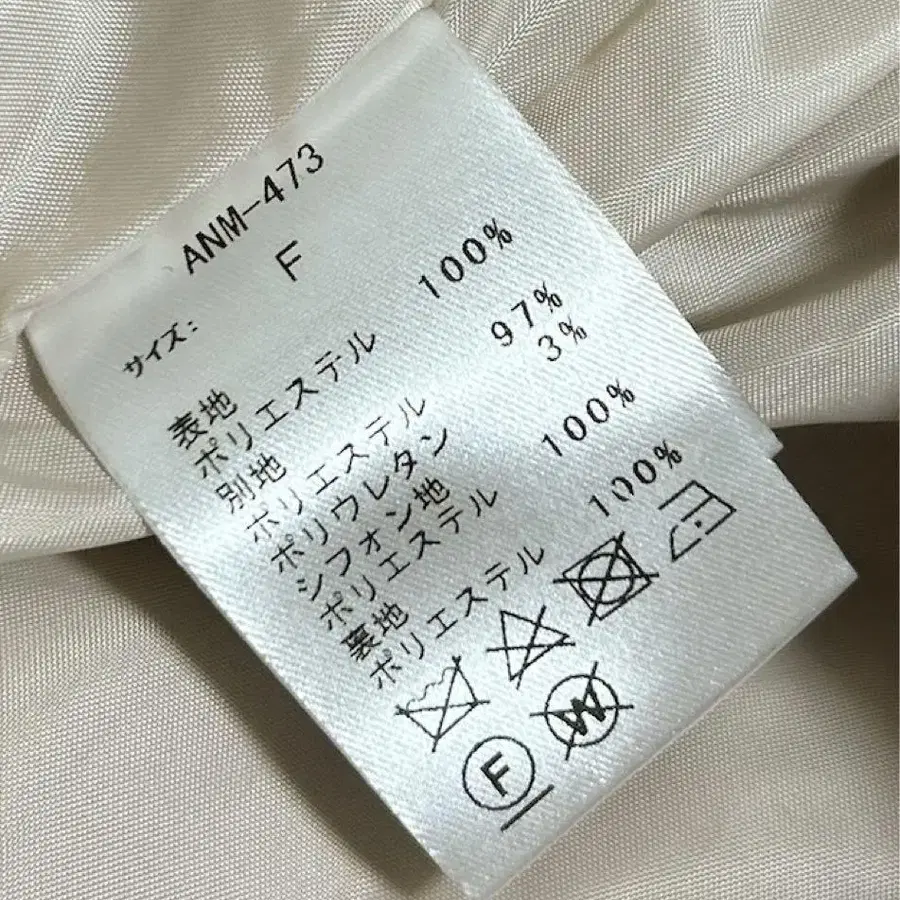 ANM-473
サイズ: F
表地
ポリエステル 100%
別地
ポリエステル 97%
ポリウレタン 3%
シフォン地
ポリエステル 100%
裏地
ポリエステル 100%
F W